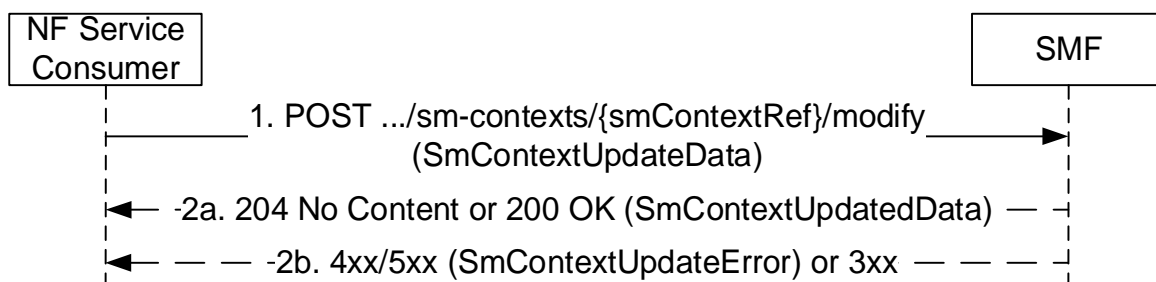 NF Service
Consumer
SMF
1. POST .../sm-contexts/{smContextRef}/modify
(SmContextUpdateData)
2a. 204 No Content or 200 OK (SmContextUpdatedData)
2b. 4xx/5xx (SmContextUpdateError) or 3xx